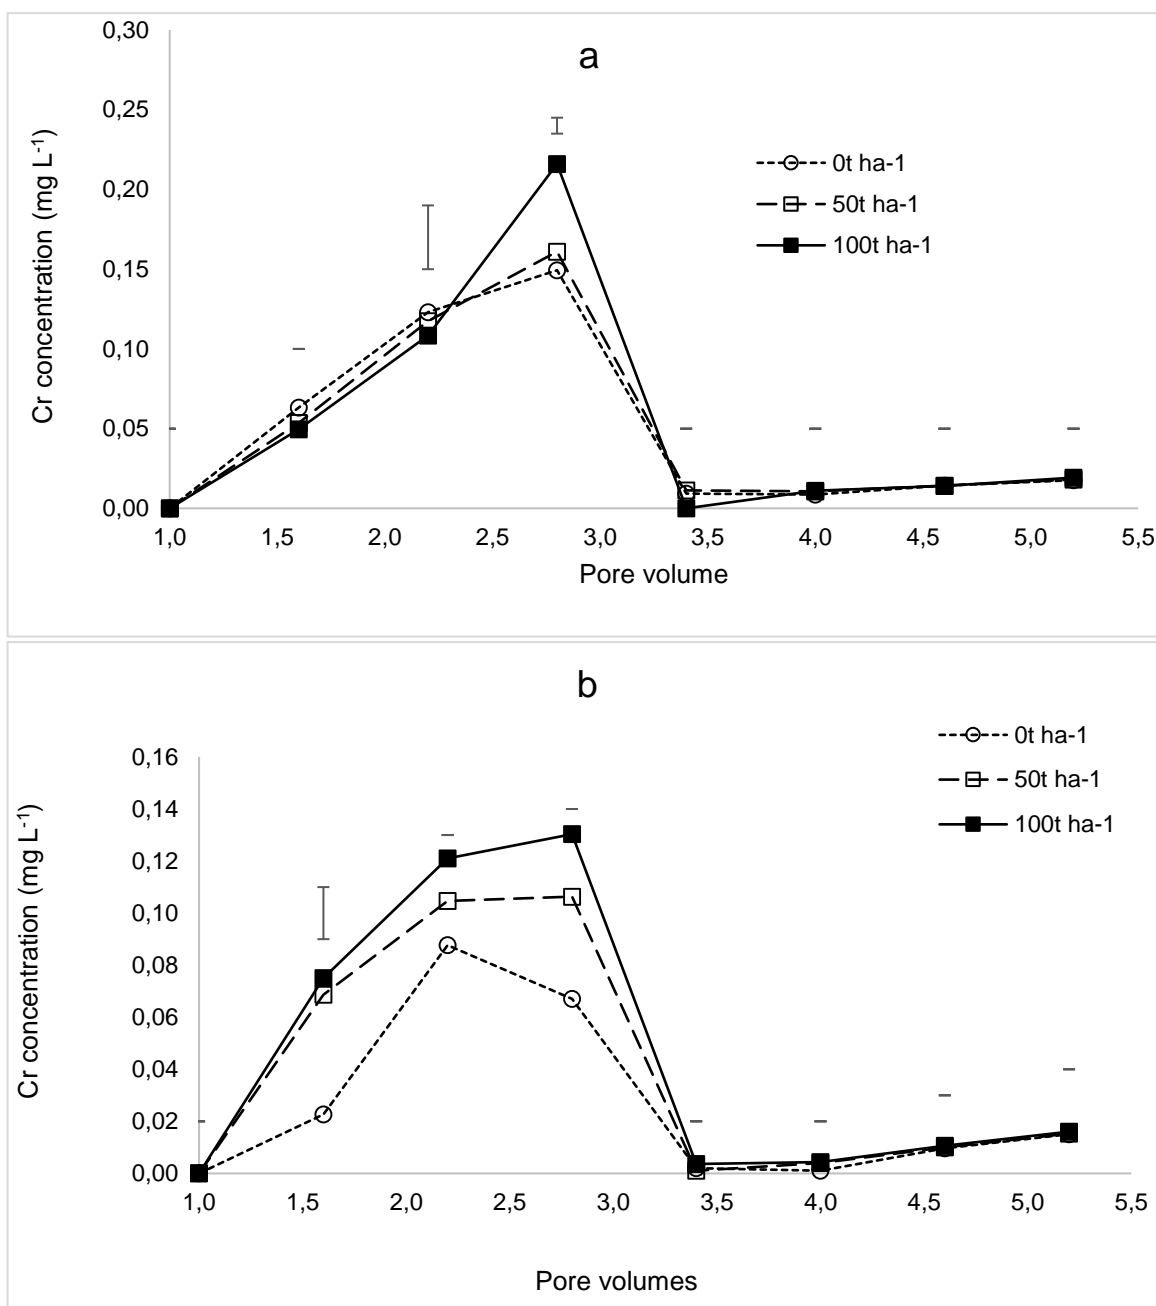 a
0,30
0,25
0,20
0,15
0,10
0,05
0,00
Cr concentration (mg L-1)
0t ha-1
50t ha-1
100t ha-1
1,0 1,5 2,0 2,5 3,0 3,5 4,0 4,5 5,0 5,5
Pore volume
b
0,16
0,14
0,12
0,10
0,08
0,06
0,04
0,02
0,00
Cr concentration (mg L-1)
0t ha-1
50t ha-1
100t ha-1
1,0 1,5 2,0 2,5 3,0 3,5 4,0 4,5 5,0 5,5
Pore volumes